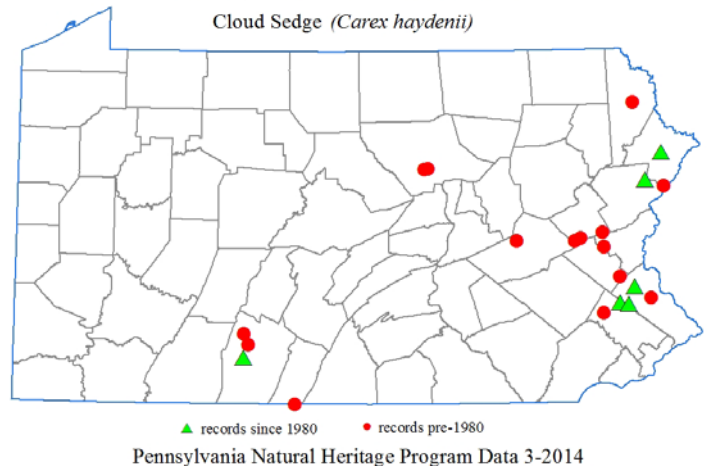 Cloud Sedge (Carex haydenii)
records since 1980 records pre-1980
Pennsylvania Natural Heritage Program Data 3-2014